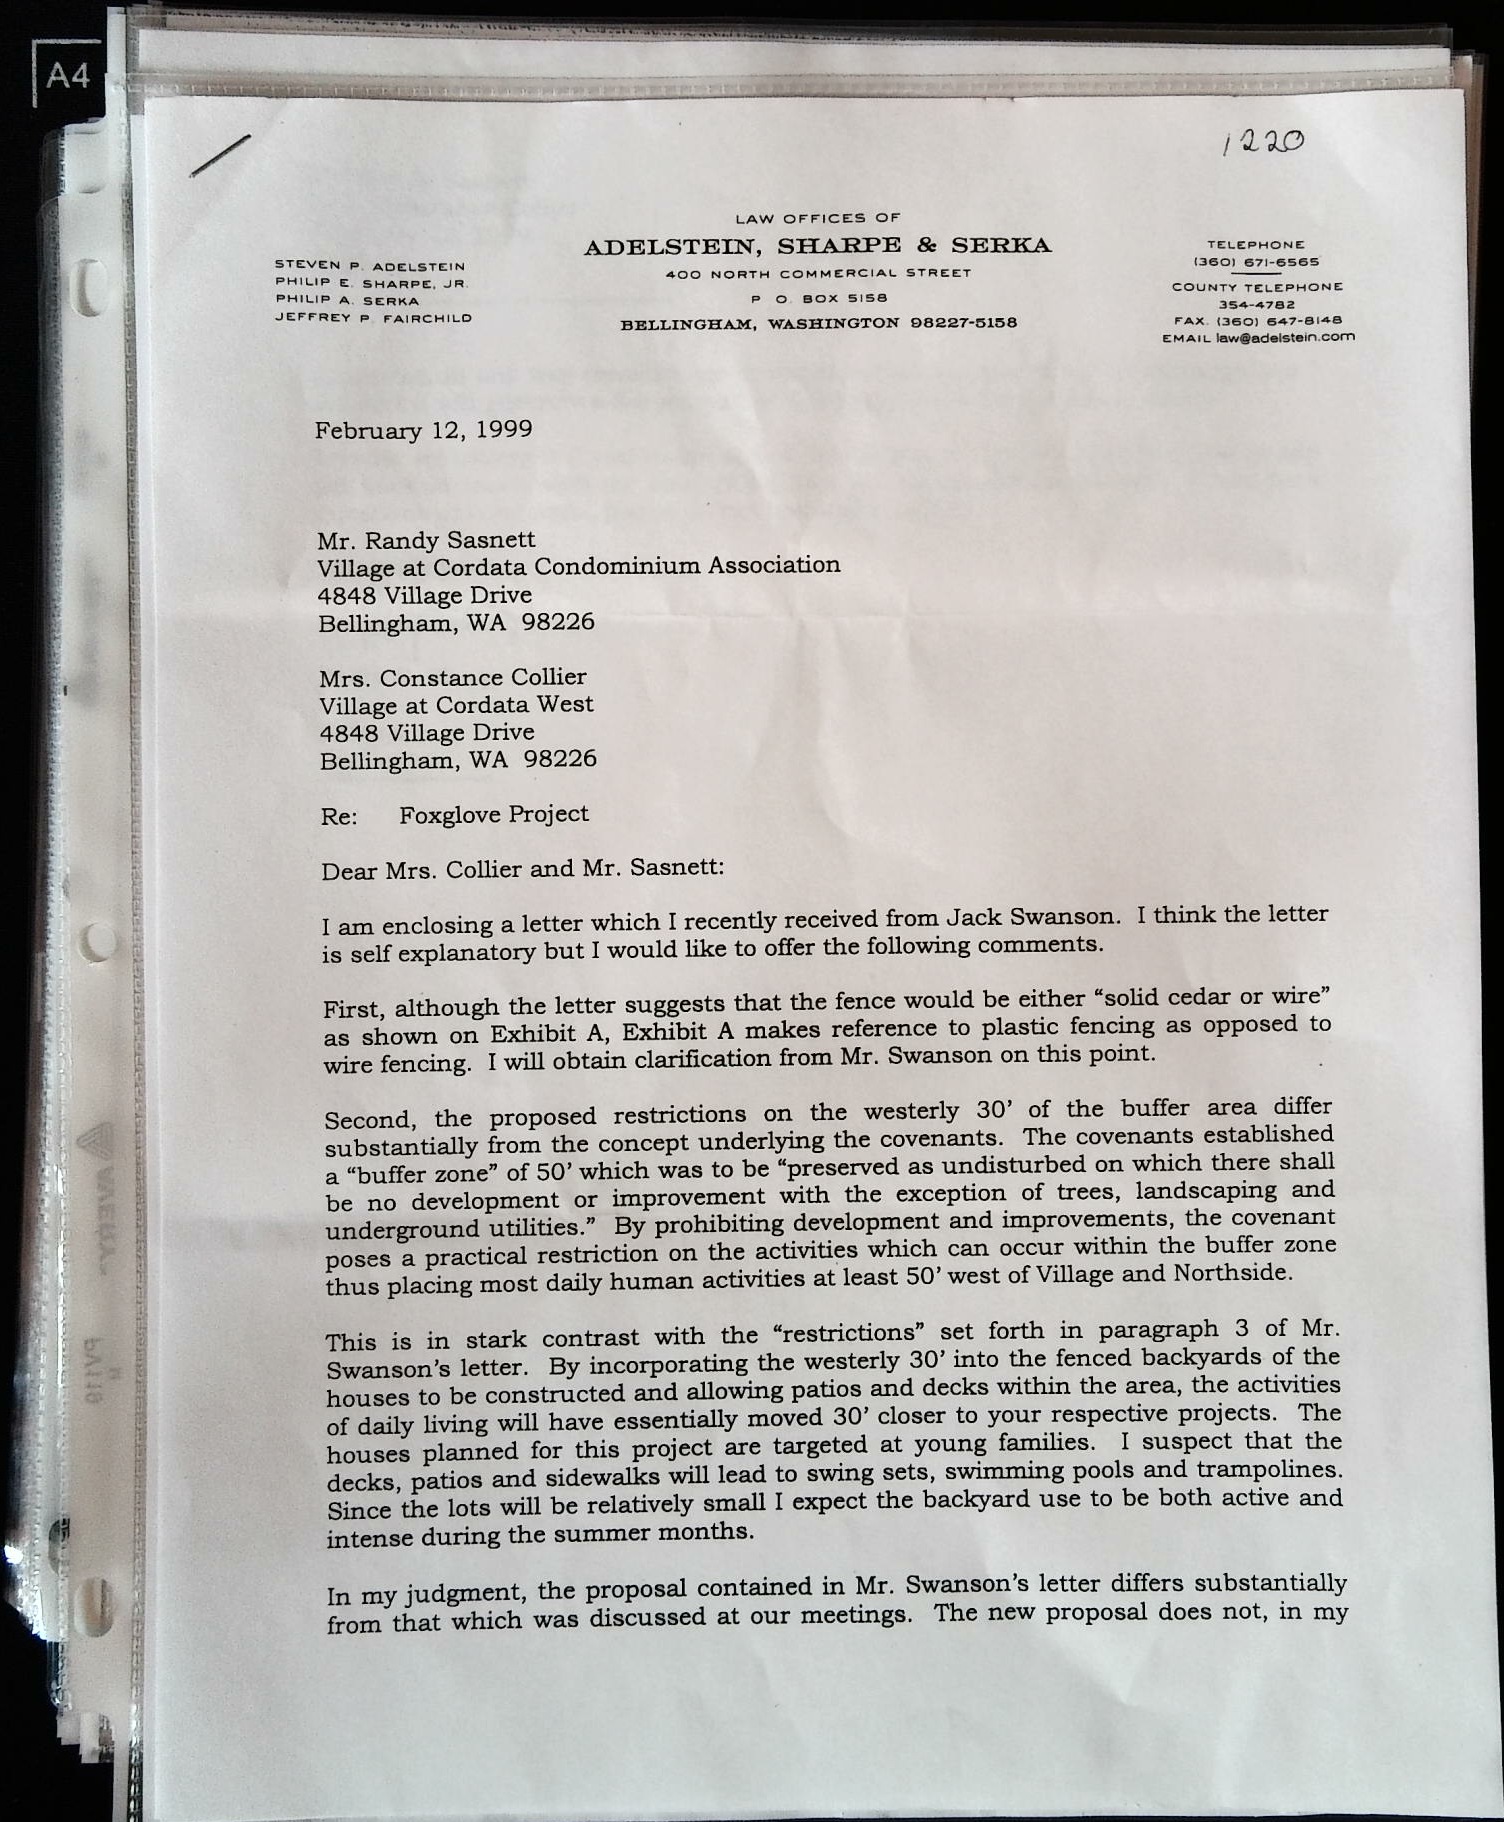 A4
1220
LAW OFFICES OF
ADELSTEIN, SHARPE & SERKA
400 NORTH COMMERCIAL STREET
P O. BOX 5158
BELLINGHAM, WASHINGTON 98227-5158
STEVEN P. ADELSTEIN
PHILIP E. SHARPE, JR.
PHILIP A. SERKA
JEFFREY P. FAIRCHILD
TELEPHONE
(360) 671-6565
COUNTY TELEPHONE
354-4782
FAX. (360) 647-8148
EMAIL law@adelstein.com
February 12, 1999
Mr. Randy Sasnett
Village at Cordata Condominium Association
4848 Village Drive
Bellingham, WA 98226
Mrs. Constance Collier
Village at Cordata West
4848 Village Drive
Bellingham, WA 98226
Re: Foxglove Project
Dear Mrs. Collier and Mr. Sasnett:
I am enclosing a letter which I recently received from Jack Swanson. I think the letter
is self explanatory but I would like to offer the following comments.
First, although the letter suggests that the fence would be either “solid cedar or wire”
as shown on Exhibit A, Exhibit A makes reference to plastic fencing as opposed to
wire fencing. I will obtain clarification from Mr. Swanson on this point.
Second, the proposed restrictions on the westerly 30’ of the buffer area differ
substantially from the concept underlying the covenants. The covenants established
a “buffer zone” of 50’ which was to be “preserved as undisturbed on which there shall
be no development or improvement with the exception of trees, landscaping and
underground utilities.” By prohibiting development and improvements, the covenant
poses a practical restriction on the activities which can occur within the buffer zone
thus placing most daily human activities at least 50’ west of Village and Northside.
This is in stark contrast with the “restrictions” set forth in paragraph 3 of Mr.
Swanson’s letter. By incorporating the westerly 30’ into the fenced backyards of the
houses to be constructed and allowing patios and decks within the area, the activities
of daily living will have essentially moved 30’ closer to your respective projects. The
houses planned for this project are targeted at young families. I suspect that the
decks, patios and sidewalks will lead to swing sets, swimming pools and trampolines.
Since the lots will be relatively small I expect the backyard use to be both active and
intense during the summer months.
In my judgment, the proposal contained in Mr. Swanson’s letter differs substantially
from that which was discussed at our meetings. The new proposal does not, in my
AVERY
PV119